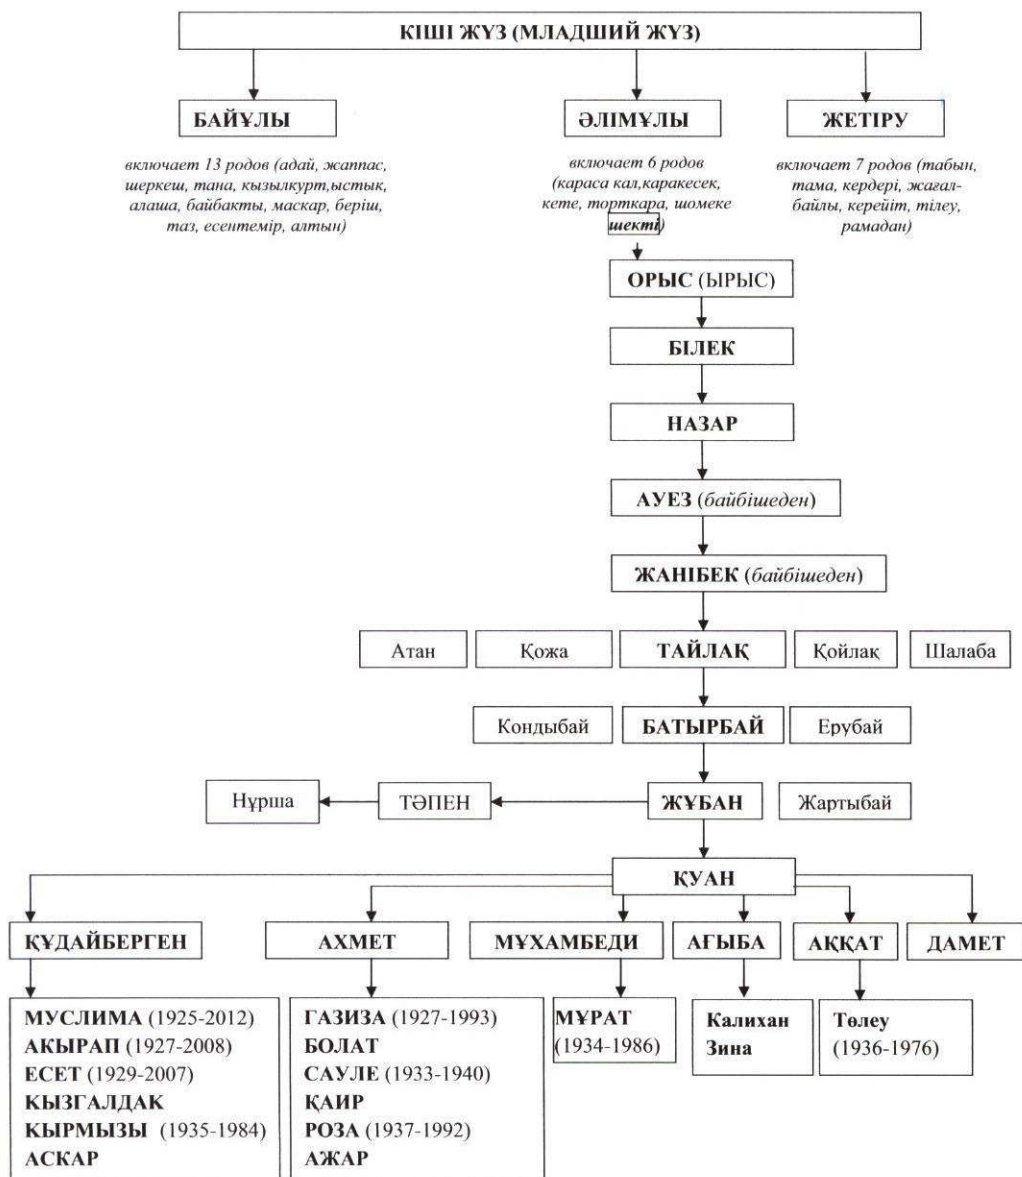 КІШІ ЖҮЗ (МЛАДШИЙ ЖҮЗ)
БАЙҰЛЫ
ӘЛІМҰЛЫ
ЖЕТІРУ
включает 13 родов (адай, жаппас,
шеркеш, тана, кызылкурт,ыстык,
алаша, байбакты, маскар, беріш,
таз, есентемір, алтын)
включает 6 родов
(караса кал,каракесек,
кете, торткара, шомеке
шекті)
включает 7 родов (табын,
тама, кердері, жағал-
байлы, керейіт, тілеу,
рамадан)
ОРЫС (ЫРЫС)
БІЛЕК
НАЗАР
АУЕЗ (байбішеден)
ЖАНІБЕК (байбішеден)
Атан
Қожа
ТАЙЛАҚ
Қойлақ
Шалаба
Кондыбай
БАТЫРБАЙ
Ерубай
Нұрша
ТӘПЕН
ЖҰБАН
Жартыбай
ҚУАН
ҚҰДАЙБЕРГЕН
АХМЕТ
МҰХАМБЕДИ
АҒЫБА
АҚҚАТ
ДАМЕТ
МУСЛИМА (1925-2012)
АКЫРАП (1927-2008)
ЕСЕТ (1929-2007)
КЫЗГАЛДАК
КЫРМЫЗЫ (1935-1984)
АСКАР
ГАЗИЗА (1927-1993)
БОЛАТ
САУЛЕ (1933-1940)
ҚАИР
РОЗА (1937-1992)
АЖАР
МҰРАТ
(1934-1986)
Калихан
Зина
Төлеу
(1936-1976)